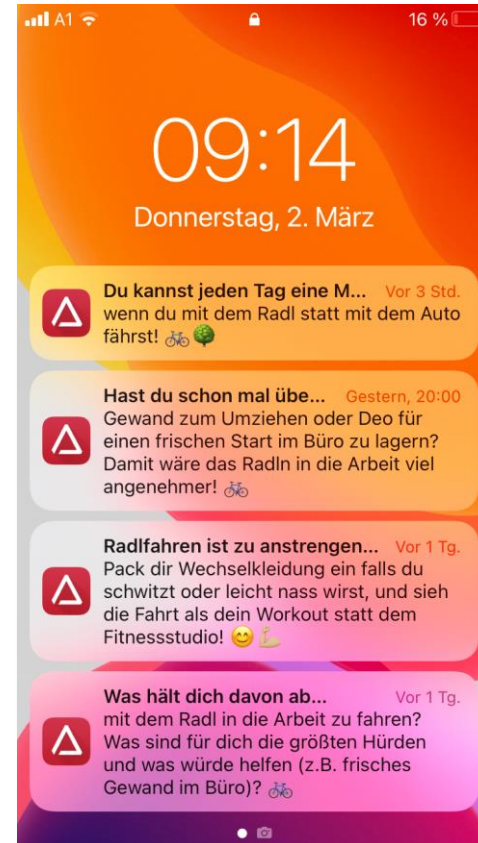 A1 16 %
09:14
Donnerstag, 2. März
Du kannst jeden Tag eine M... Vor 3 Std.
wenn du mit dem Radl statt mit dem Auto
fährst! 🚲🌳
Hast du schon mal übe... Gestern, 20:00
Gewand zum Umziehen oder Deo für
einen frischen Start im Büro zu lagern?
Damit wäre das Radln in die Arbeit viel
angenehmer! 🚲
Radlfahren ist zu anstrengen... Vor 1 Tg.
Pack dir Wechselkleidung ein falls du
schwitzt oder leicht nass wirst, und sieh
die Fahrt als dein Workout statt dem
Fitnessstudio! 😊💪🏼
Was hält dich davon ab... Vor 1 Tg.
mit dem Radl in die Arbeit zu fahren?
Was sind für dich die größten Hürden
und was würde helfen (z.B. frisches
Gewand im Büro)? 🚲